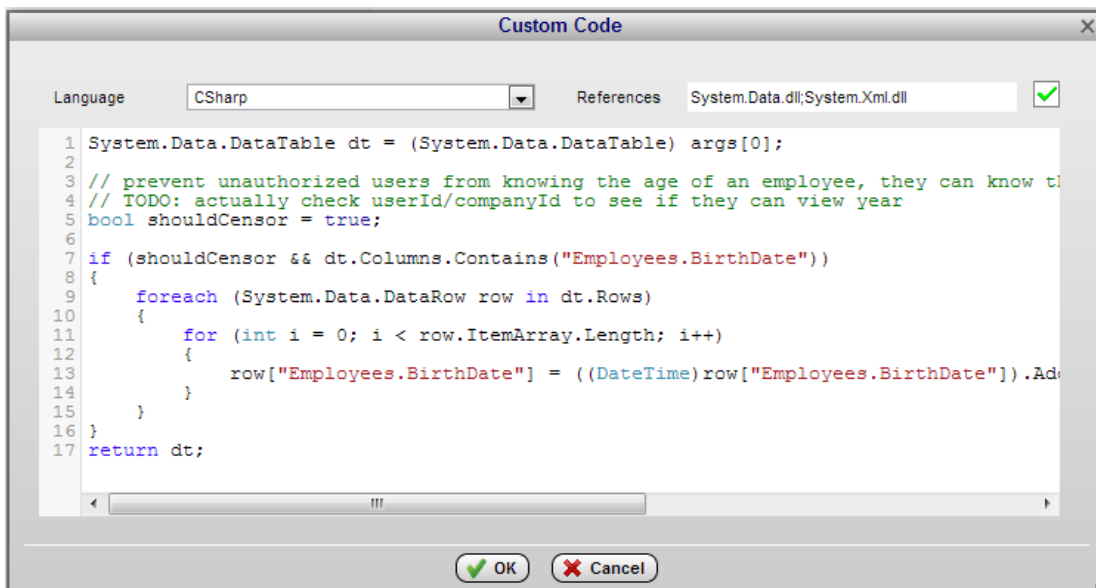 Custom Code
Language CSharp References System.Data.dll;System.Xml.dll
1 System.Data.DataTable dt = (System.Data.DataTable) args[0];
2
3 // prevent unauthorized users from knowing the age of an employee, they can know
4 // TODO: actually check userId/companyId to see if they can view year
5 bool shouldCensor = true;
6
7 if (shouldCensor && dt.Columns.Contains("Employees.BirthDate"))
8 {
9 foreach (System.Data.DataRow row in dt.Rows)
10 {
11 for (int i = 0; i < row.ItemArray.Length; i++)
12 {
13 row["Employees.BirthDate"] = ((DateTime)row["Employees.BirthDate"]).
14 }
15 }
16 }
17 return dt;
OK Cancel